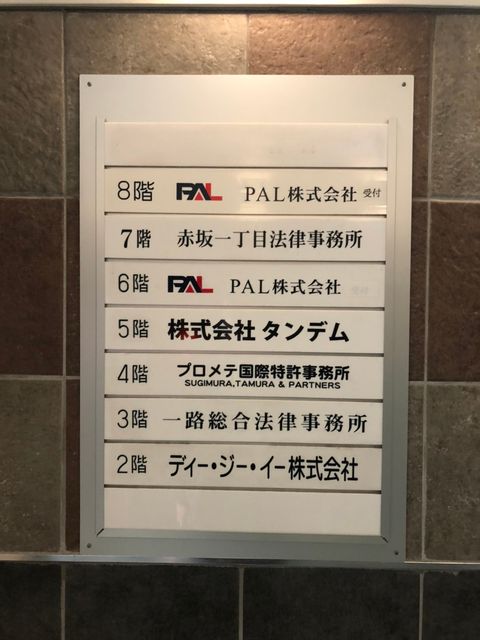 8階 PAL PAL株式会社 受付
7階 赤坂一丁目法律事務所
6階 PAL PAL株式会社 受付
5階 株式会社 タンデム
4階 プロメテ国際特許事務所
SUGIMURA,TAMURA & PARTNERS
3階 一路総合法律事務所
2階 ディー・ジー・イー株式会社